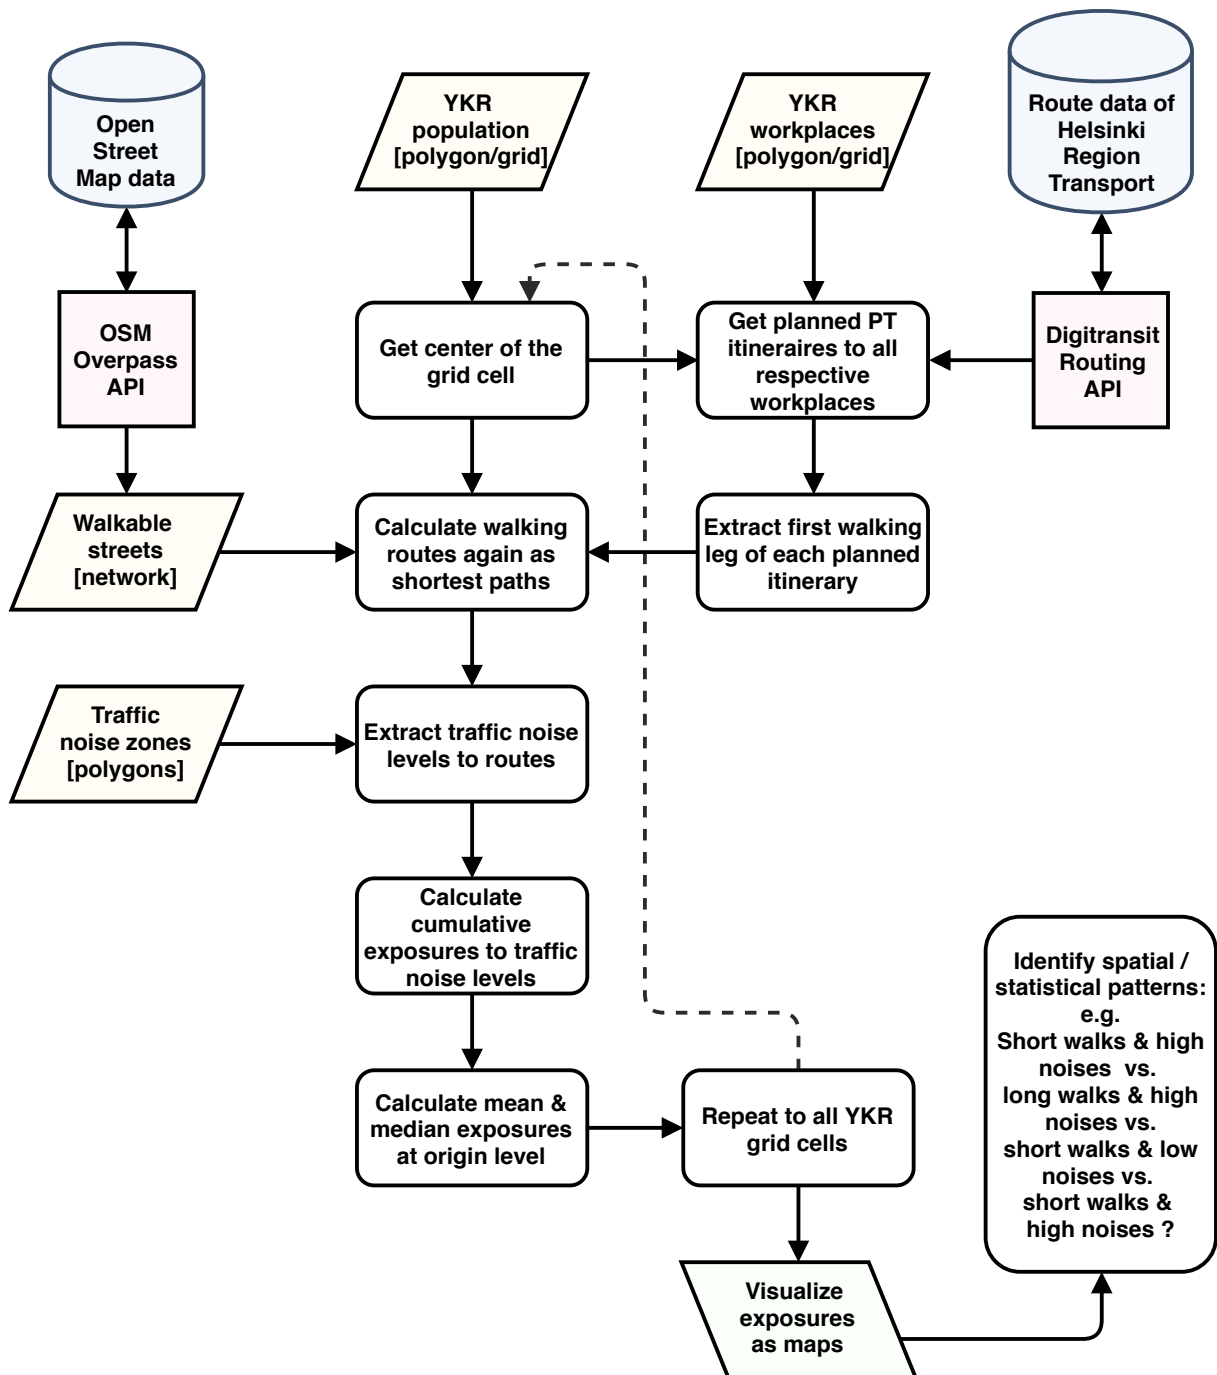 Open
Street
Map data
YKR
population
[polygon/grid]
YKR
workplaces
[polygon/grid]
Route data of
Helsinki
Region
Transport
OSM
Overpass
API
Get center of the
grid cell
Get planned PT
itineraires to all
respective
workplaces
Digitransit
Routing
API
Walkable
streets
[network]
Calculate walking
routes again as
shortest paths
Extract first walking
leg of each planned
itinerary
Traffic
noise zones
[polygons]
Extract traffic noise
levels to routes
Calculate
cumulative
exposures to traffic
noise levels
Calculate mean &
median exposures
at origin level
Repeat to all YKR
grid cells
Identify spatial /
statistical patterns:
e.g.
Short walks & high
noises vs.
long walks & high
noises vs.
short walks & low
noises vs.
short walks &
high noises ?
Visualize
exposures
as maps